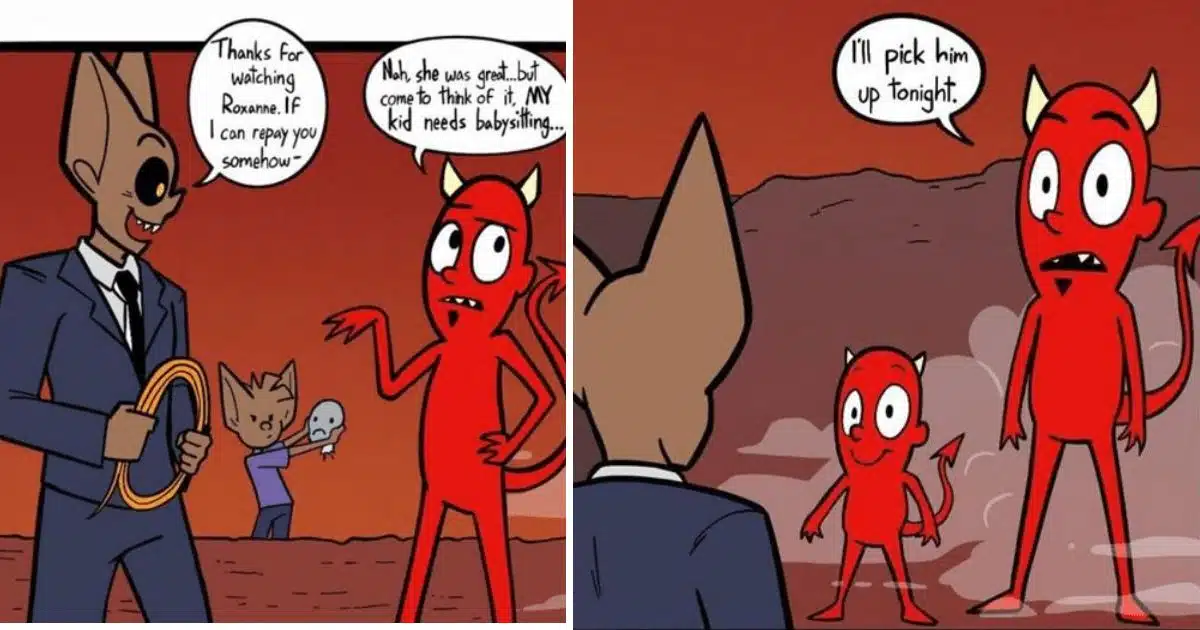 Thanks for
watching
Roxanne. If
I can repay you
somehow-
Nah, she was great...but
come to think of it, MY
kid needs babysitting...
I'll pick him
up tonight.